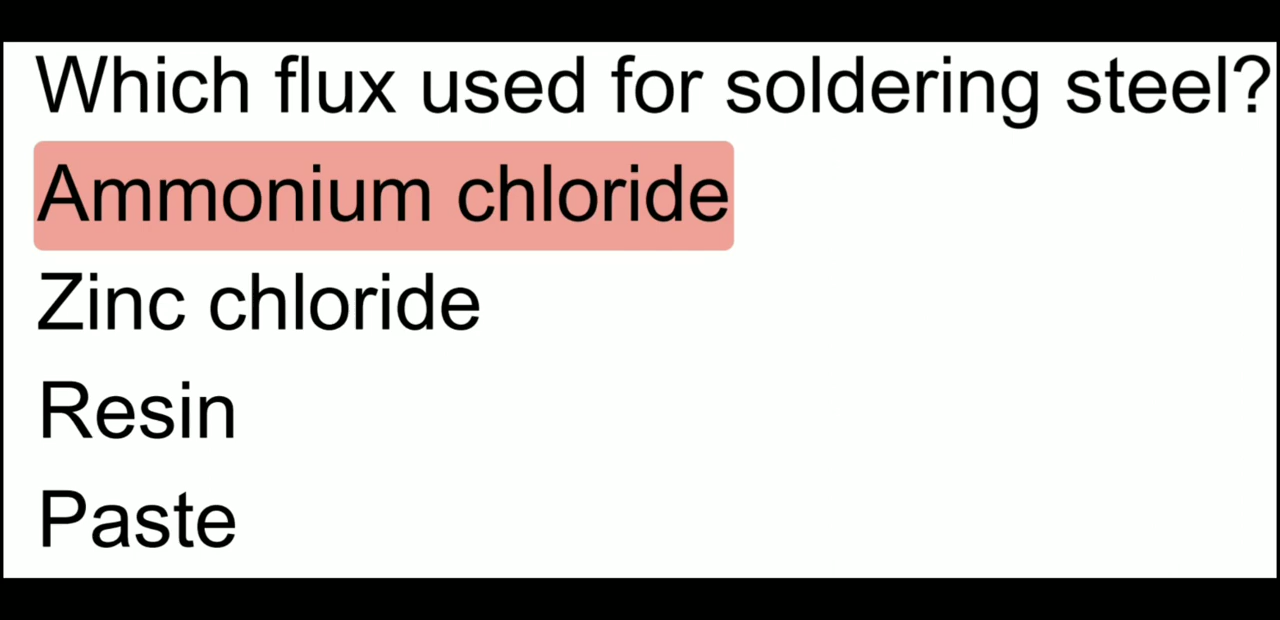 Which flux used for soldering steel?
Ammonium chloride
Zinc chloride
Resin
Paste